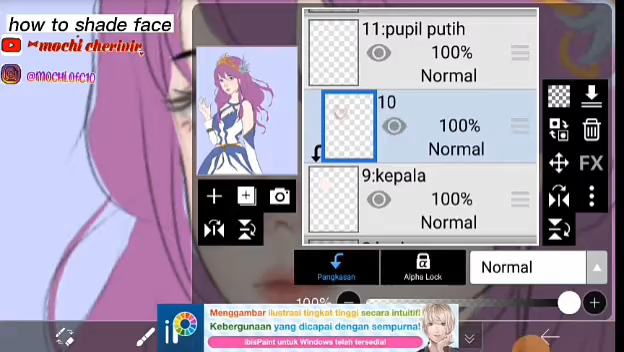 how to shade face
mochi cherinir
@MOCHI.OFC10
11:pupil putih
100%
Normal
10
100%
Normal
9:kepala
100%
Normal
FX
Pangkasan
α
Alpha Lock
Normal
100%
Menggambar ilustrasi tingkat tinggi secara intuitif!
Kebergunaan yang dicapai dengan sempurna!
ibisPaint untuk Windows telah tersedia!